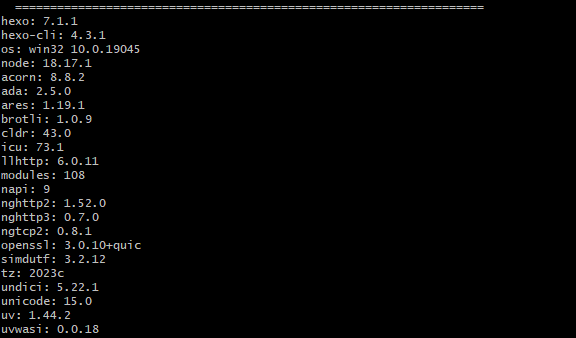 ===================================================================
hexo: 7.1.1
hexo-cli: 4.3.1
os: win32 10.0.19045
node: 18.17.1
acorn: 8.8.2
ada: 2.5.0
ares: 1.19.1
brotli: 1.0.9
cldr: 43.0
icu: 73.1
llhttp: 6.0.11
modules: 108
napi: 9
nghttp2: 1.52.0
nghttp3: 0.7.0
ngtcp2: 0.8.1
openssl: 3.0.10+quic
simdutf: 3.2.12
tz: 2023c
undici: 5.22.1
unicode: 15.0
uv: 1.44.2
uvwasi: 0.0.18